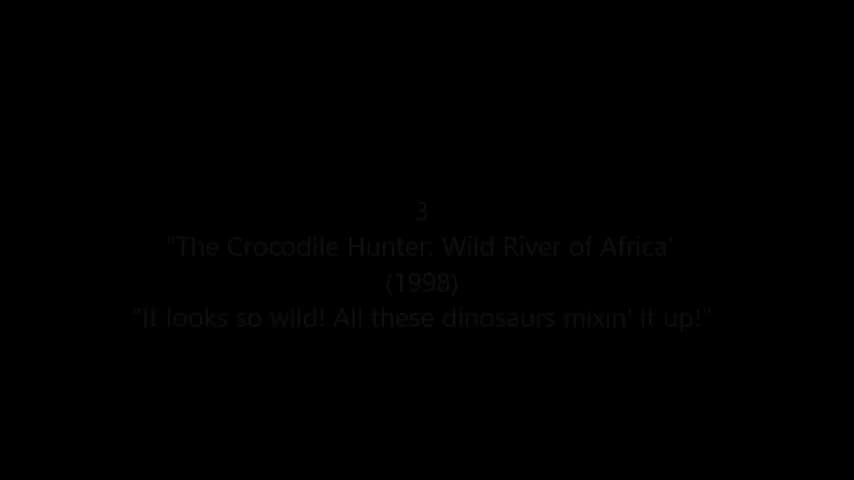 3
"The Crocodile Hunter: Wild River of Africa'
(1998)
"It looks so wild! All these dinosaurs mixin' it up!"